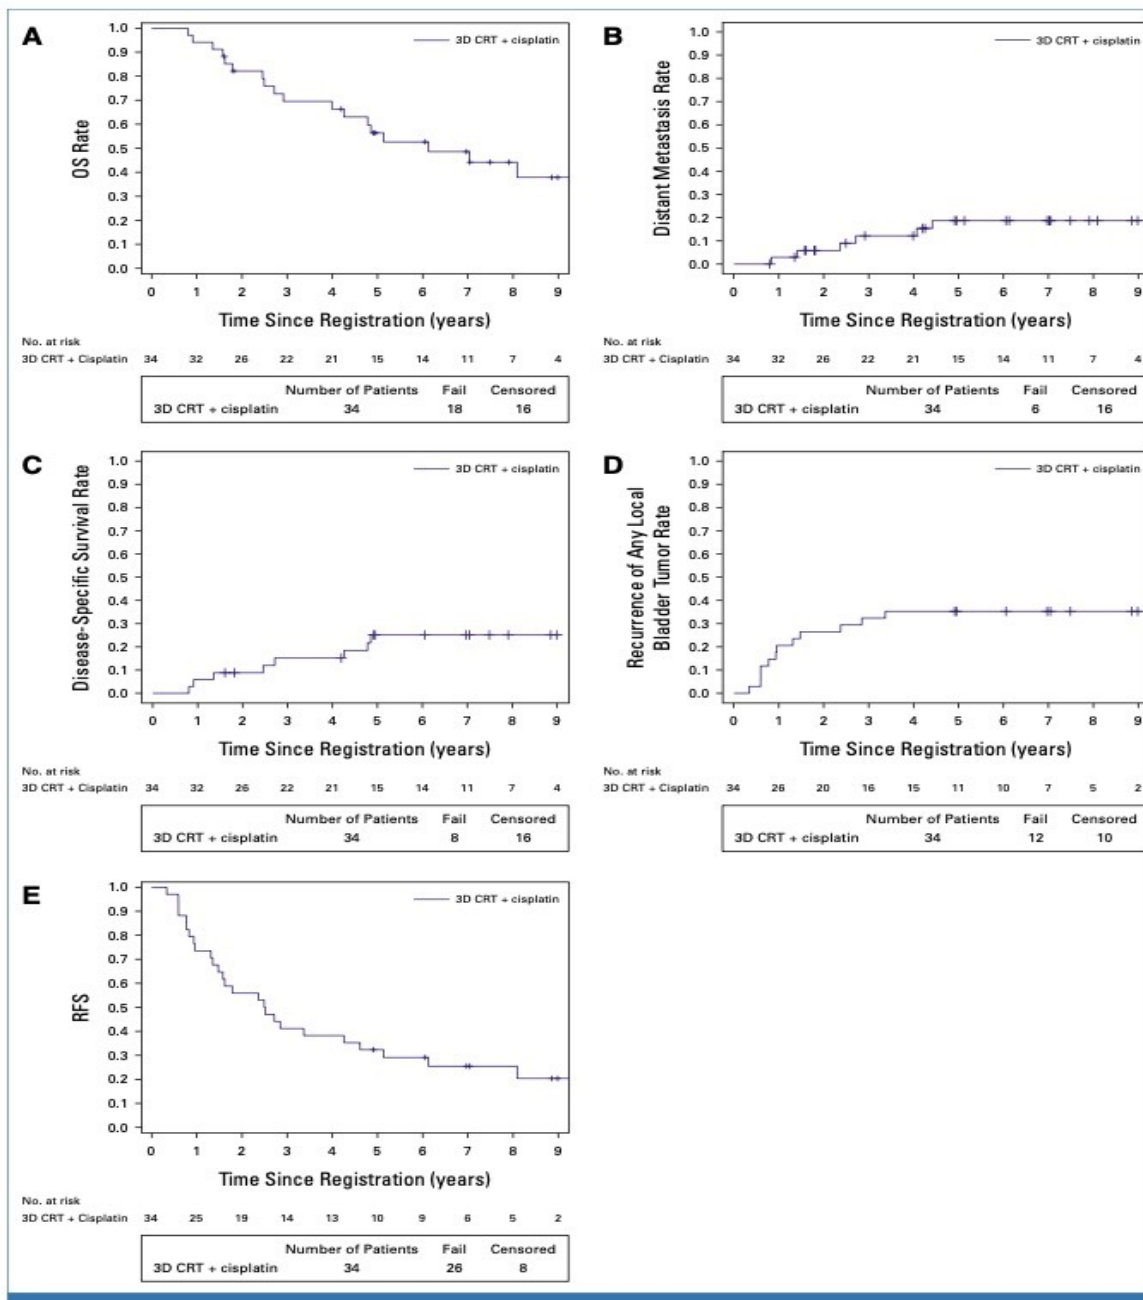 A
OS Rate
1.0
0.9
0.8
0.7
0.6
0.5
0.4
0.3
0.2
0.1
0.0
3D CRT + cisplatin
0 1 2 3 4 5 6 7 8 9
Time Since Registration (years)
No. at risk
3D CRT + Cisplatin 34 32 26 22 21 15 14 11 7 4
Number of Patients Fail Censored
3D CRT + cisplatin 34 18 16
B
Distant Metastasis Rate
1.0
0.9
0.8
0.7
0.6
0.5
0.4
0.3
0.2
0.1
0.0
3D CRT + cisplatin
0 1 2 3 4 5 6 7 8 9
Time Since Registration (years)
No. at risk
3D CRT + Cisplatin 34 32 26 22 21 15 14 11 7 4
Number of Patients Fail Censored
3D CRT + cisplatin 34 6 16
C
Disease-Specific Survival Rate
1.0
0.9
0.8
0.7
0.6
0.5
0.4
0.3
0.2
0.1
0.0
3D CRT + cisplatin
0 1 2 3 4 5 6 7 8 9
Time Since Registration (years)
No. at risk
3D CRT + Cisplatin 34 32 26 22 21 15 14 11 7 4
Number of Patients Fail Censored
3D CRT + cisplatin 34 8 16
D
Recurrence of Any Local
Bladder Tumor Rate
1.0
0.9
0.8
0.7
0.6
0.5
0.4
0.3
0.2
0.1
0.0
3D CRT + cisplatin
0 1 2 3 4 5 6 7 8 9
Time Since Registration (years)
No. at risk
3D CRT + Cisplatin 34 26 20 16 15 11 10 7 5 2
Number of Patients Fail Censored
3D CRT + cisplatin 34 12 10
E
RFS
1.0
0.9
0.8
0.7
0.6
0.5
0.4
0.3
0.2
0.1
0.0
3D CRT + cisplatin
0 1 2 3 4 5 6 7 8 9
Time Since Registration (years)
No. at risk
3D CRT + Cisplatin 34 25 19 14 13 10 9 6 5 2
Number of Patients Fail Censored
3D CRT + cisplatin 34 26 8